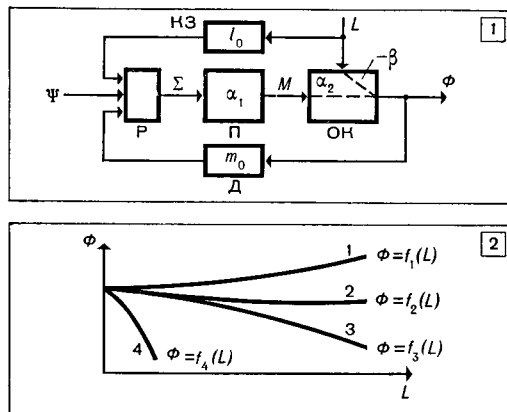 КЗ
L
1
l₀
-β
Ψ
Σ
α₁
M
α₂
Φ
Р
П
ОК
m₀
Д
2
Φ
1
Φ=f₁(L)
2
Φ=f₂(L)
3
4
Φ=f₄(L)
Φ=f₃(L)
L